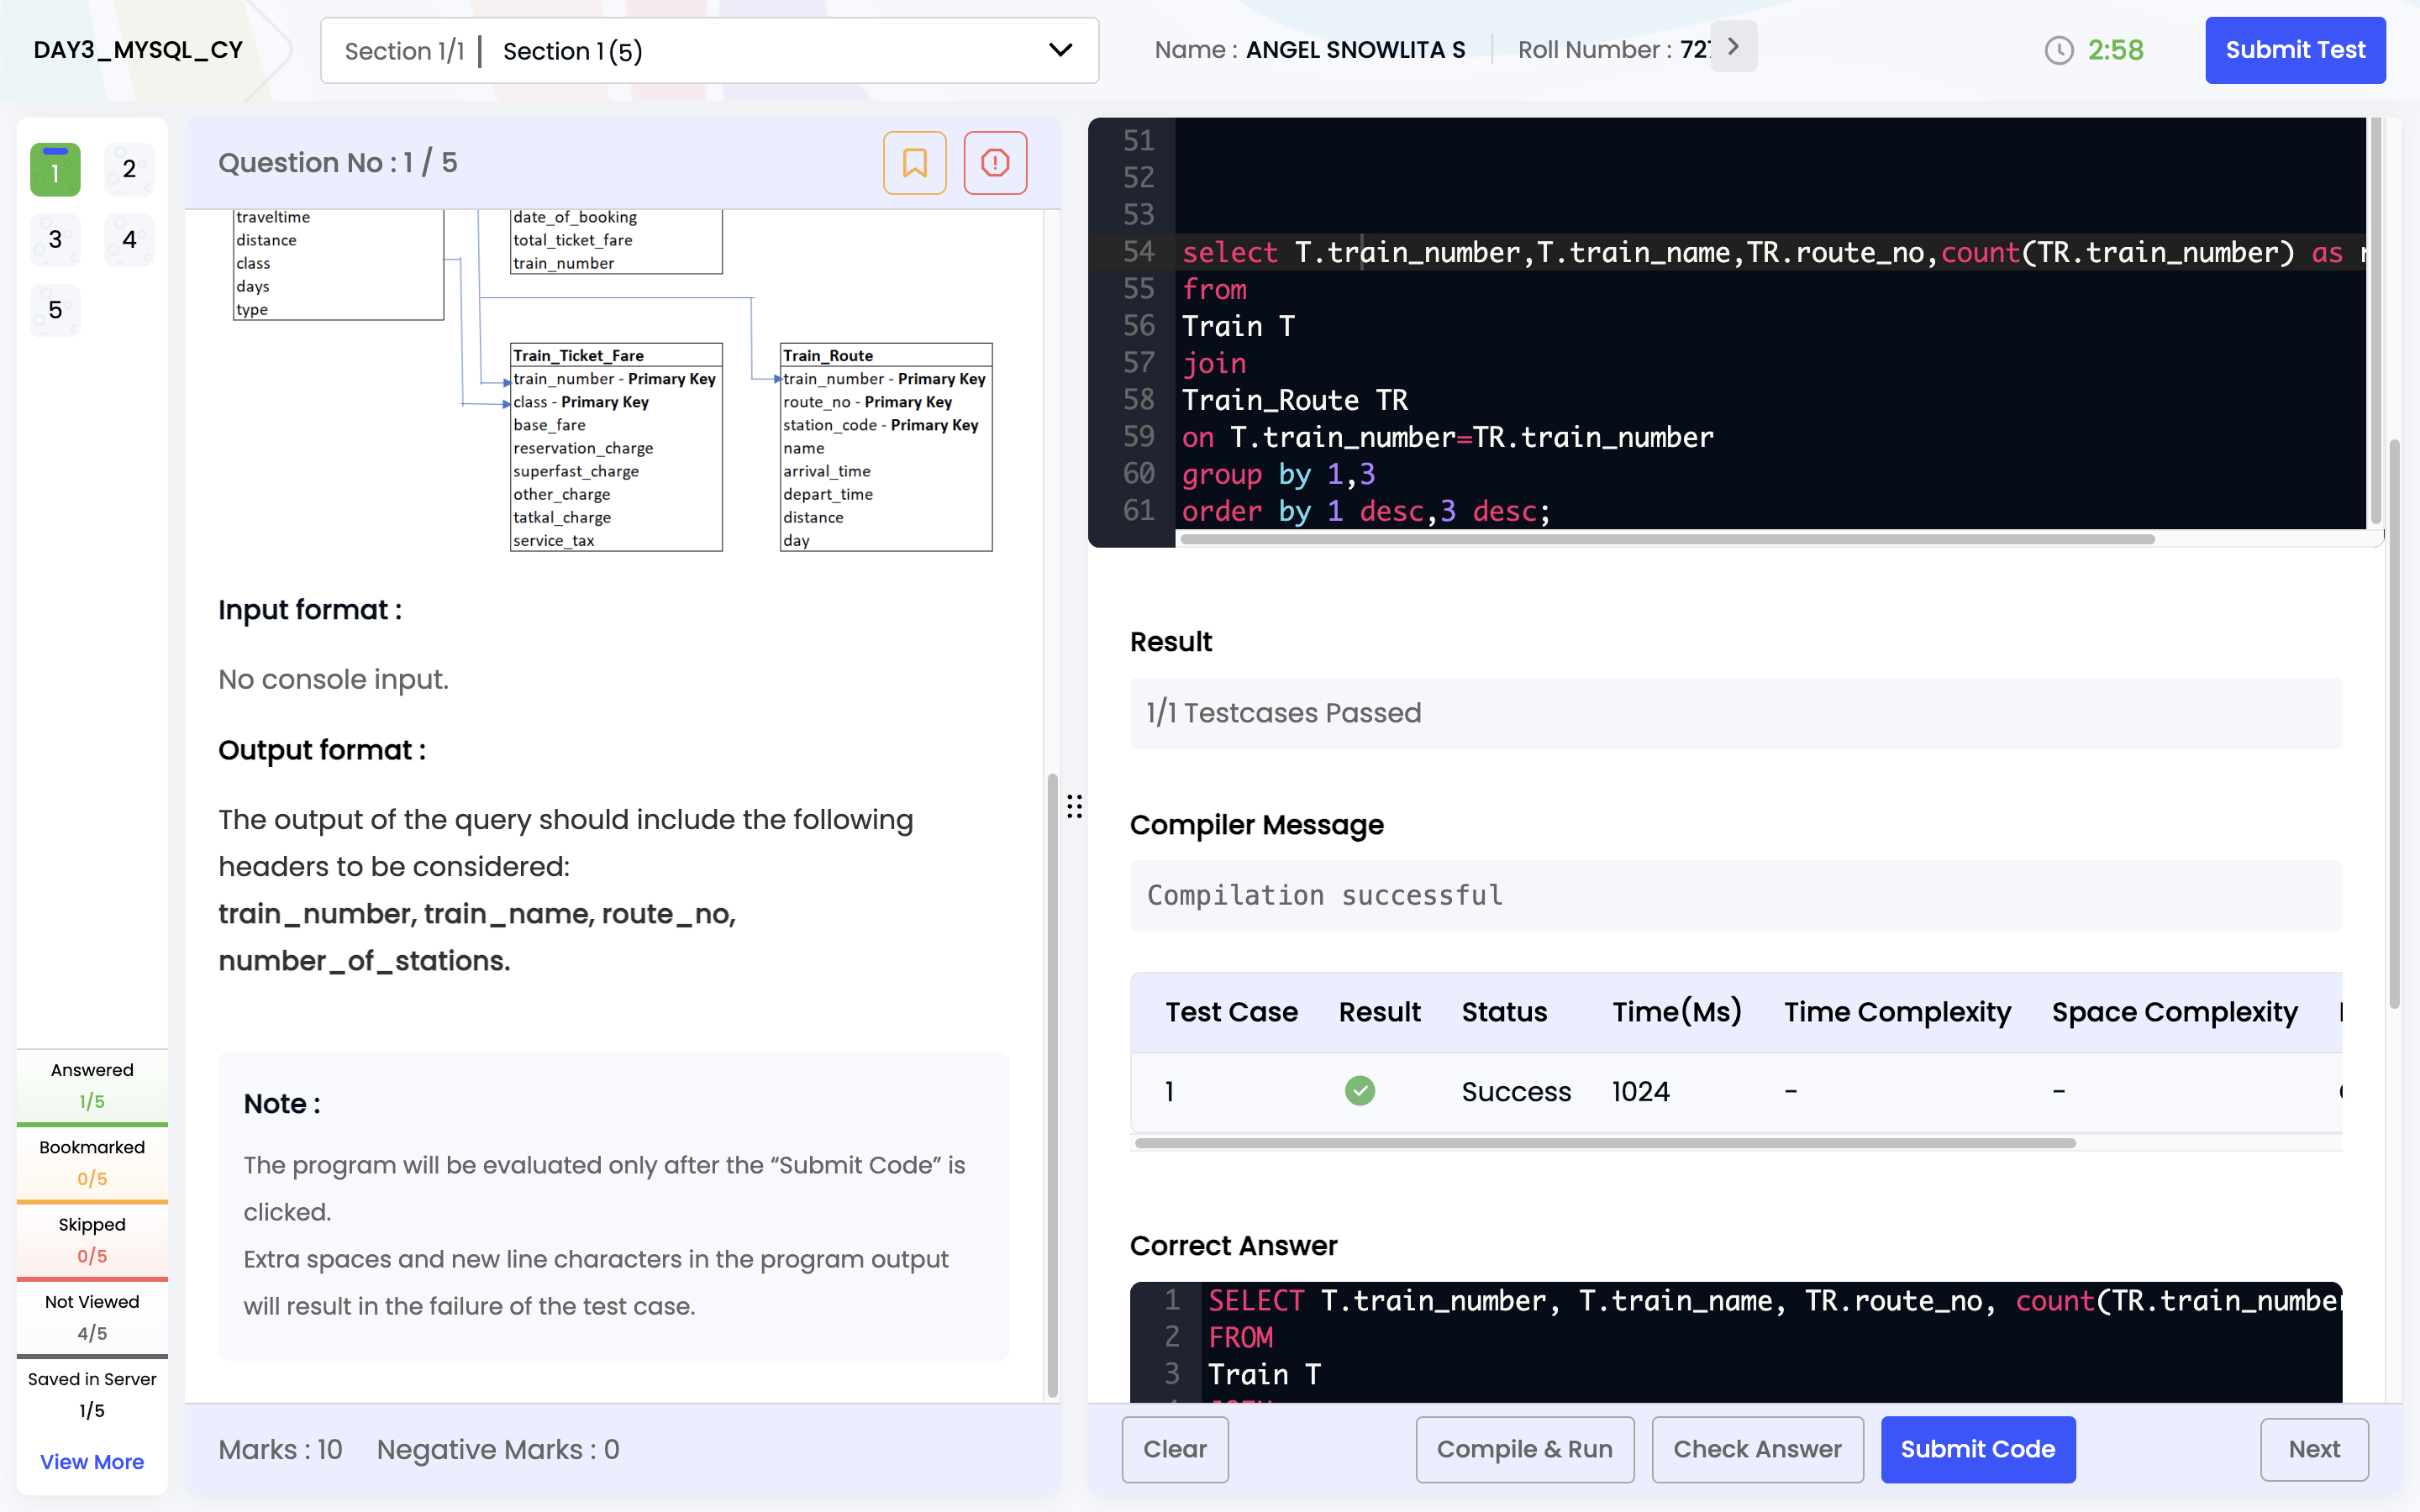 DAY3_MYSQL_CY
Section 1/1 | Section 1 (5)
Name : ANGEL SNOWLITA S
Roll Number :
2:58
Submit Test
1
2
3
4
5
Answered
1/5
Bookmarked
0/5
Skipped
0/5
Not Viewed
4/5
Saved in Server
1/5
View More
Question No : 1 / 5
traveltime
distance
class
days
type
date_of_booking
total_ticket_fare
train_number
Train_Ticket_Fare
train_number - Primary Key
class - Primary Key
base_fare
reservation_charge
superfast_charge
other_charge
tatkal_charge
service_tax
Train_Route
train_number - Primary Key
route_no - Primary Key
station_code - Primary Key
name
arrival_time
depart_time
distance
day
Input format :
No console input.
Output format :
The output of the query should include the following
headers to be considered:
train_number, train_name, route_no,
number_of_stations.
Note :
The program will be evaluated only after the “Submit Code” is
clicked.
Extra spaces and new line characters in the program output
will result in the failure of the test case.
Marks : 10 Negative Marks : 0
51
52
53
54 select T.train_number,T.train_name,TR.route_no,count(TR.train_number) as
55 from
56 Train T
57 join
58 Train_Route TR
59 on T.train_number=TR.train_number
60 group by 1,3
61 order by 1 desc,3 desc;
Result
1/1 Testcases Passed
Compiler Message
Compilation successful
Test Case Result Status Time(Ms) Time Complexity Space Complexity
1 Success 1024 - -
Correct Answer
1 SELECT T.train_number, T.train_name, TR.route_no, count(TR.train_number
2 FROM
3 Train T
Clear
Compile & Run
Check Answer
Submit Code
Next